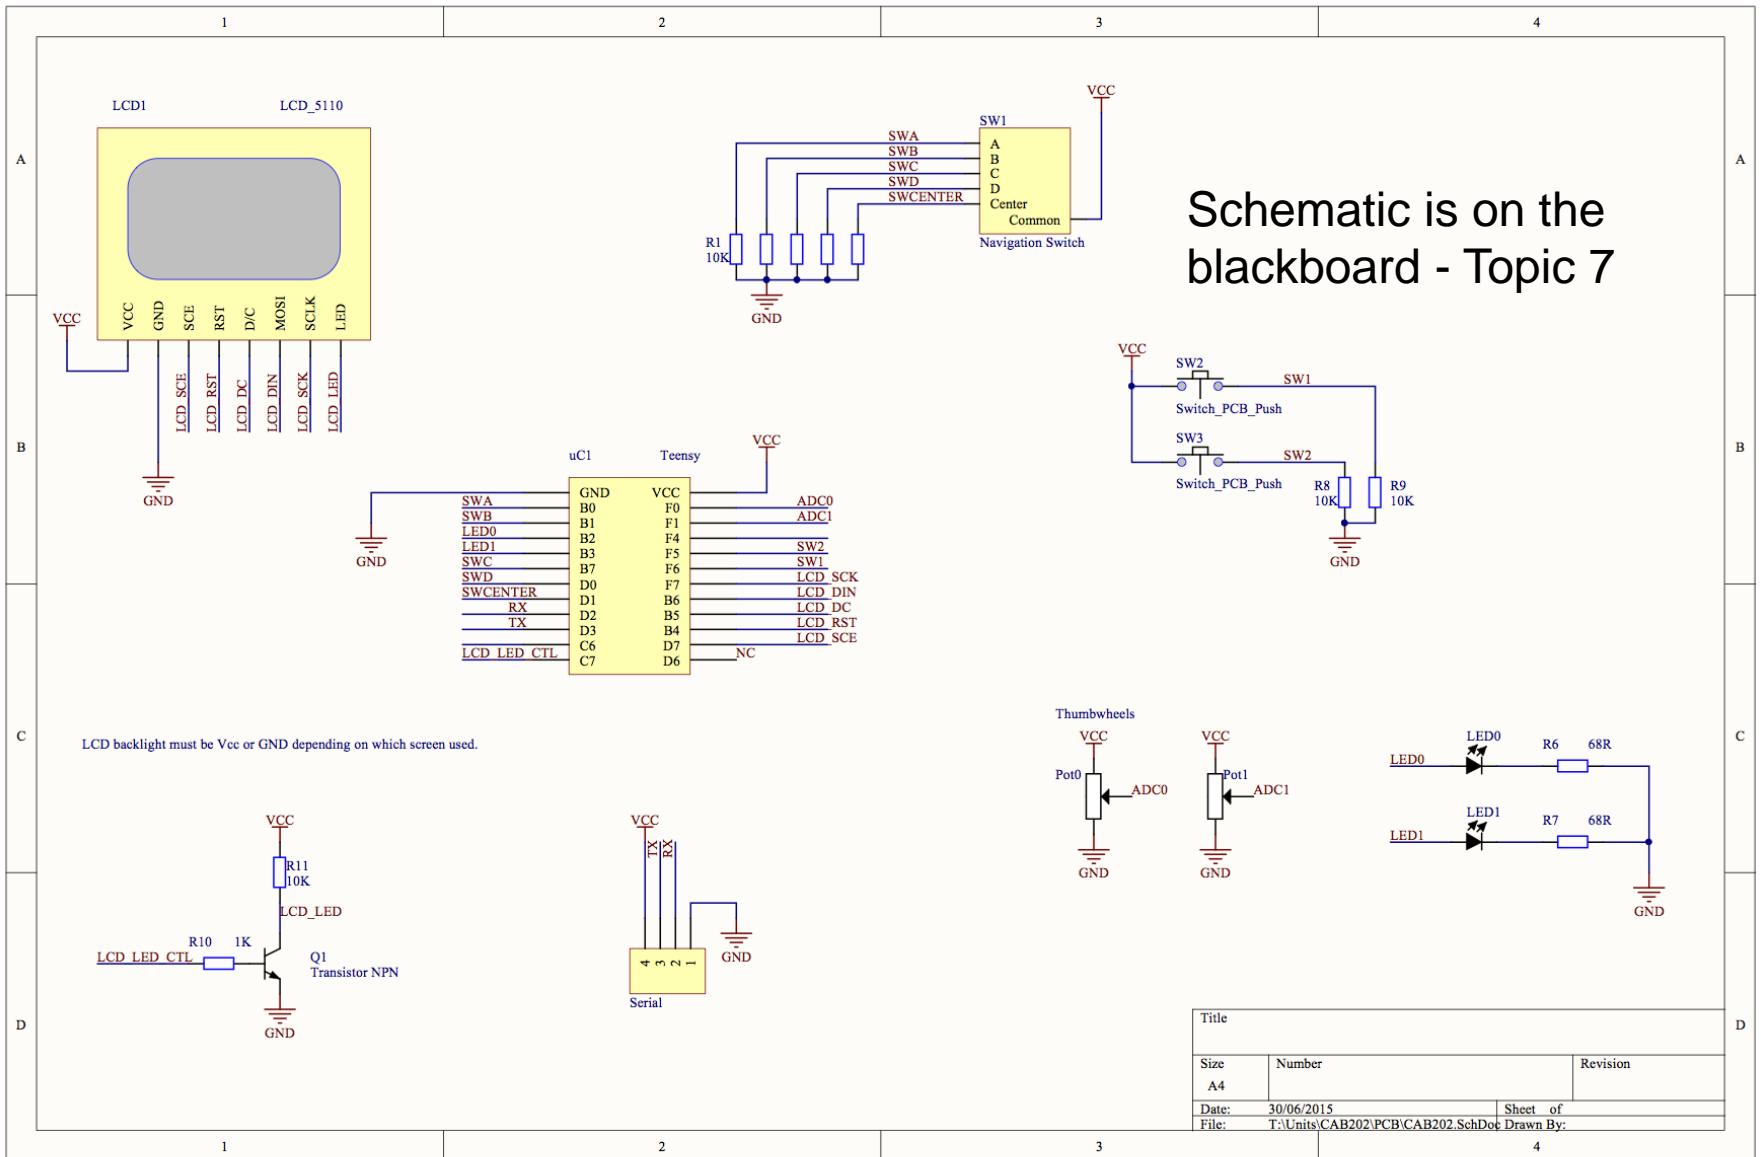 1 2 3 4
A A
B B
C C
D D
1 2 3 4
LCD1 LCD_5110
VCC GND SCE RST D/C MOSI SCLK LED
VCC
LCD_SCE LCD_RST LCD_DC LCD_DIN LCD_SCK LCD_LED
GND
VCC
SW1
SWA A
SWB B
SWC C
SWD D
SWCENTER Center
Common
Navigation Switch
R1
10K
GND
Schematic is on the
blackboard - Topic 7
VCC
SW2
SW1
Switch_PCB_Push
SW3
SW2
Switch_PCB_Push
R8 R9
10K 10K
GND
VCC
uC1 Teensy
GND VCC
SWA B0 F0 ADC0
SWB B1 F1 ADC1
LED0 B2 F4
LED1 B3 F5 SW2
SWC B7 F6 SW1
SWD D0 F7 LCD_SCK
SWCENTER D1 B6 LCD_DIN
RX D2 B5 LCD_DC
TX D3 B4 LCD_RST
C6 D7 LCD_SCE
LCD_LED_CTL C7 D6 NC
GND
LCD backlight must be Vcc or GND depending on which screen used.
VCC
R11
10K
LCD_LED
R10 1K
LCD_LED_CTL
Q1
Transistor NPN
GND
VCC
TX RX
GND
4 3 2 1
Serial
Thumbwheels
VCC VCC
Pot0 Pot1
ADC0 ADC1
GND GND
LED0 R6 68R
LED0
LED1 R7 68R
LED1
GND
Title
Size Number Revision
A4
Date: 30/06/2015 Sheet of
File: T:\Units\CAB202\PCB\CAB202.SchDoc Drawn By: